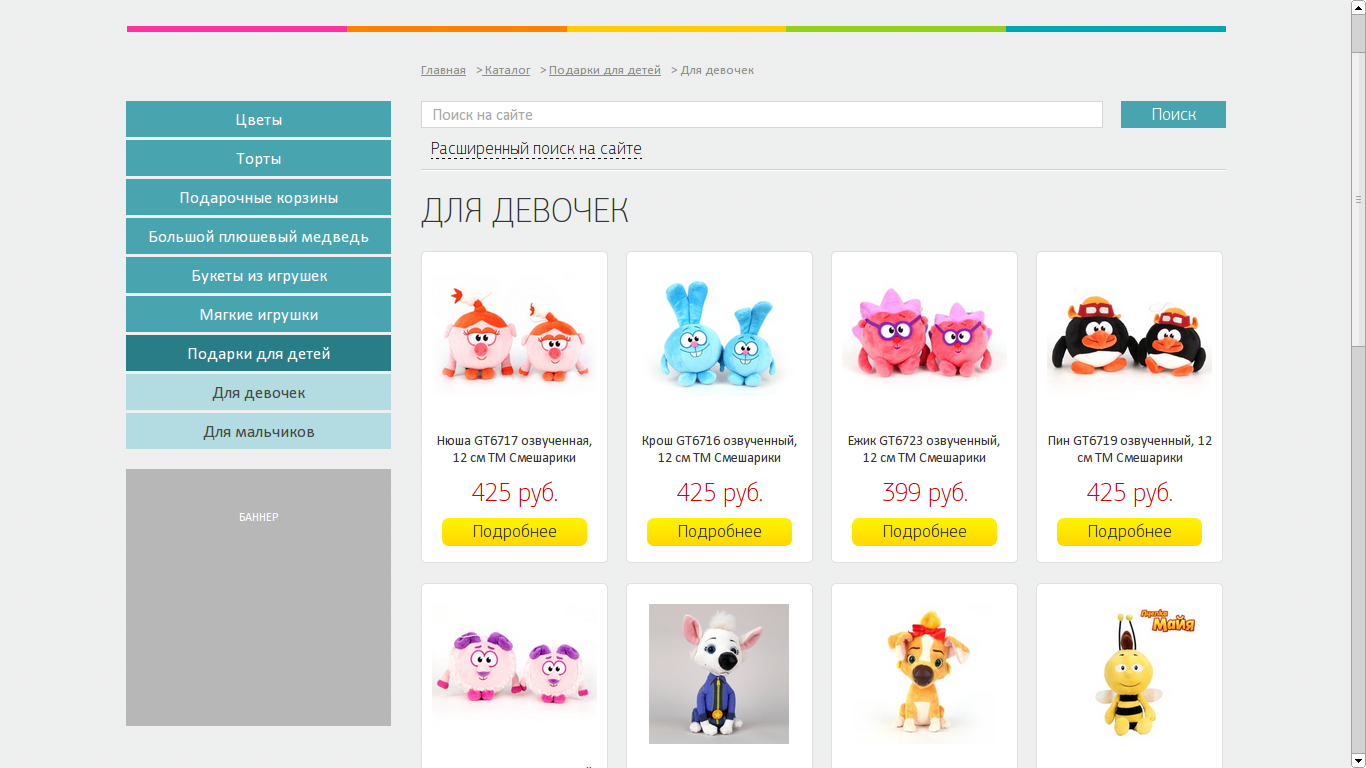 Главная > Каталог > Подарки для детей > Для девочек
Цветы
Торты
Подарочные корзины
Большой плюшевый медведь
Букеты из игрушек
Мягкие игрушки
Подарки для детей
Для девочек
Для мальчиков
БАННЕР
Поиск на сайте
Поиск
Расширенный поиск на сайте
ДЛЯ ДЕВОЧЕК
Нюша GT6717 озвученная,
12 см ТМ Смешарики
425 руб.
Подробнее
Крош GT6716 озвученный,
12 см ТМ Смешарики
425 руб.
Подробнее
Ежик GT6723 озвученный,
12 см ТМ Смешарики
399 руб.
Подробнее
Пин GT6719 озвученный, 12
см ТМ Смешарики
425 руб.
Подробнее
Пчелка
Майя